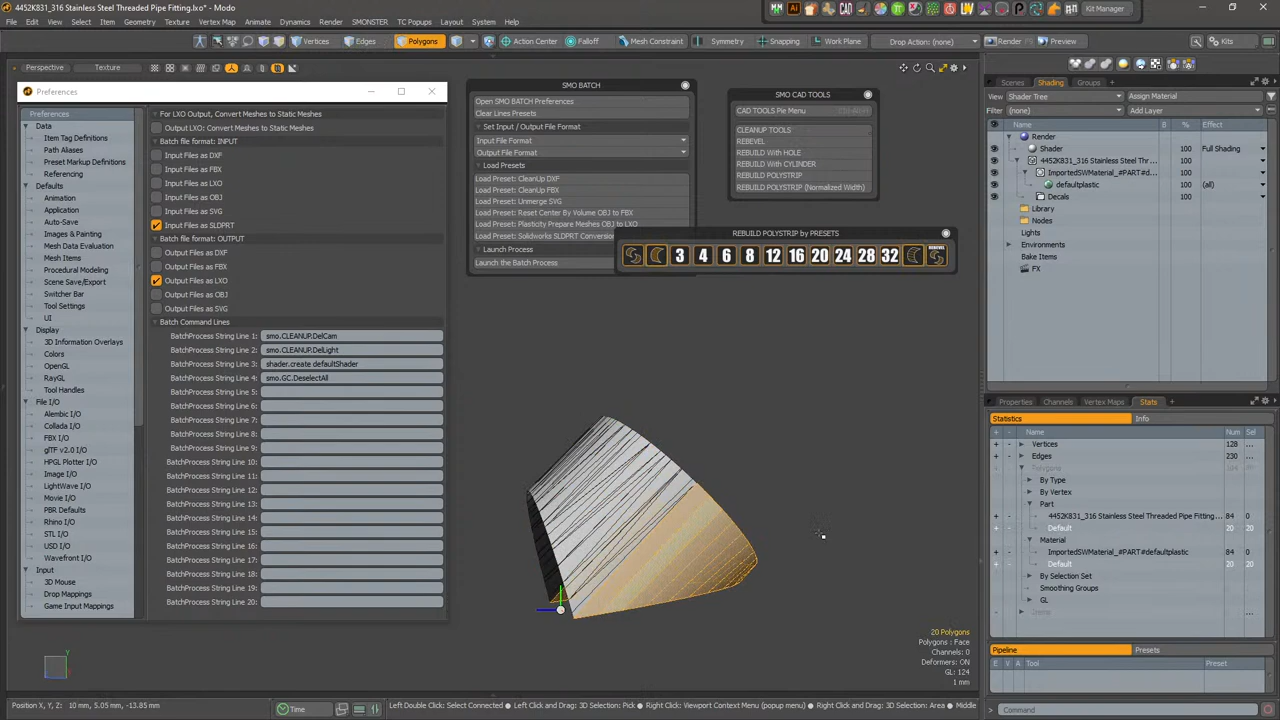 4452K831_316 Stainless Steel Threaded Pipe Fitting.lxo* - Modo
File Edit View Select Item Geometry Texture Vertex Map Animate Dynamics Render SMONSTER TC Popups Layout System Help
Kit Manager
Vertices Edges Polygons Action Center Falloff Mesh Constraint Symmetry Snapping Work Plane Drop Action: (none) Render Preview Kits
Perspective Texture
Preferences
Preferences
Data
Item Tag Definitions
Path Aliases
Preset Markup Definitions
Referencing
Defaults
Animation
Application
Auto-Save
Images & Painting
Mesh Data Evaluation
Mesh Items
Procedural Modeling
Scene Save/Export
Switcher Bar
Tool Settings
UI
Display
3D Information Overlays
Colors
OpenGL
RayGL
Tool Handles
File I/O
Alembic I/O
Collada I/O
FBX I/O
glTF v2.0 I/O
HPGL Plotter I/O
Image I/O
LightWave I/O
Movie I/O
PBR Defaults
Rhino I/O
STL I/O
USD I/O
Wavefront I/O
Input
3D Mouse
Drop Mappings
Game Input Mappings
For LXO Output, Convert Meshes to Static Meshes
Output LXO: Convert Meshes to Static Meshes
Batch file format: INPUT
Input Files as DXF
Input Files as FBX
Input Files as LXO
Input Files as OBJ
Input Files as SVG
Input Files as SLDPRT
Batch file format: OUTPUT
Output Files as DXF
Output Files as FBX
Output Files as LXO
Output Files as OBJ
Output Files as SVG
Batch Command Lines
BatchProcess String Line 1: smo.CLEANUP.DelCam
BatchProcess String Line 2: smo.CLEANUP.DelLight
BatchProcess String Line 3: shader.create defaultShader
BatchProcess String Line 4: smo.GC.DeselectAll
BatchProcess String Line 5:
BatchProcess String Line 6:
BatchProcess String Line 7:
BatchProcess String Line 8:
BatchProcess String Line 9:
BatchProcess String Line 10:
BatchProcess String Line 11:
BatchProcess String Line 12:
BatchProcess String Line 13:
BatchProcess String Line 14:
BatchProcess String Line 15:
BatchProcess String Line 16:
BatchProcess String Line 17:
BatchProcess String Line 18:
BatchProcess String Line 19:
BatchProcess String Line 20:
SMO BATCH
Open SMO BATCH Preferences
Clear Lines Presets
Set Input / Output File Format
Input File Format
Output File Format
Load Presets
Load Preset: CleanUp DXF
Load Preset: CleanUp FBX
Load Preset: Unmerge SVG
Load Preset: Reset Center By Volume OBJ to FBX
Load Preset: Plasticity Prepare Meshes OBJ to LXO
Load Preset: Solidworks SLDPRT Conversion
Launch Process
Launch the Batch Process
SMO CAD TOOLS
CAD TOOLS Pie Menu
CLEANUP TOOLS
REBEVEL
REBUILD With HOLE
REBUILD With CYLINDER
REBUILD POLYSTRIP
REBUILD POLYSTRIP (Normalized Width)
REBUILD POLYSTRIP by PRESETS
3 4 6 8 12 16 20 24 28 32
20 Polygons
Polygons : Face
Channels: 0
Deformers: ON
GL: 124
1 mm
Y
Scenes Shading Groups
View Shader Tree Assign Material
Filter (none) Add Layer
Name B % Effect
Render
Shader 100 Full Shading
4452K831_316 Stainless Steel Thr... 100
ImportedSWMaterial_#PART#d... 100
defaultplastic 100 (all)
Decals 100
Library
Nodes
Lights
Environments
Bake Items
FX
Properties Channels Vertex Maps Stats
Statistics Info
Name Num Sel
Vertices 128 ...
Edges 230 ...
Polygons
By Type
By Vertex
Part
4452K831_316 Stainless Steel Threaded Pipe Fitting... 84 0
Default 20 20
Material
ImportedSWMaterial_#PART#defaultplastic 84 0
Default 20 20
By Selection Set
Smoothing Groups
GL
Items
Pipeline Presets
E V A Tool Preset
Command
Position X, Y, Z: 10 mm, 5.05 mm, -13.85 mm
Time
Left Double Click: Select Connected ● Left Click and Drag: 3D Selection: Pick ● Right Click: Viewport Context Menu (popup menu) ● Right Click and Drag: 3D Selection: Area ● Middle